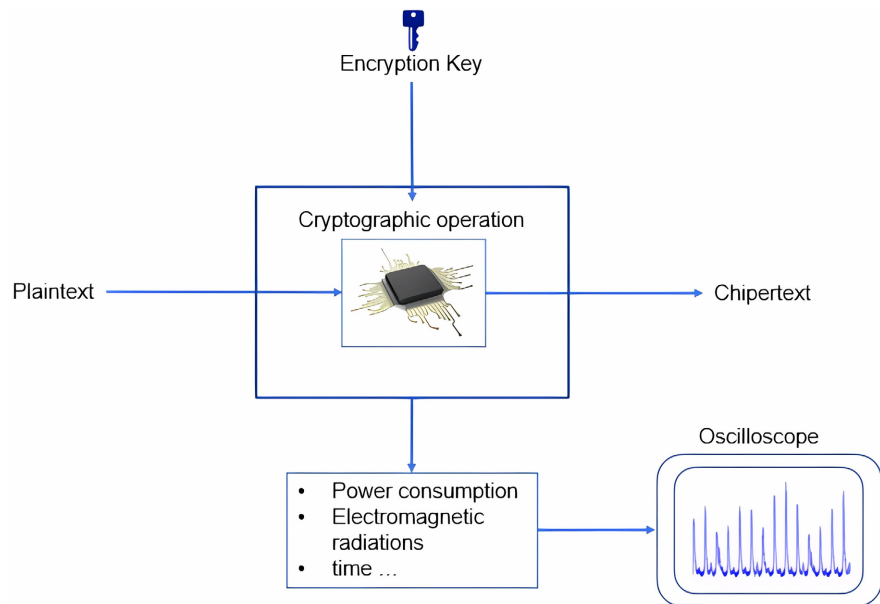 Encryption Key
Cryptographic operation
Plaintext
Chipertext
Oscilloscope
• Power consumption
• Electromagnetic
radiations
• time ...